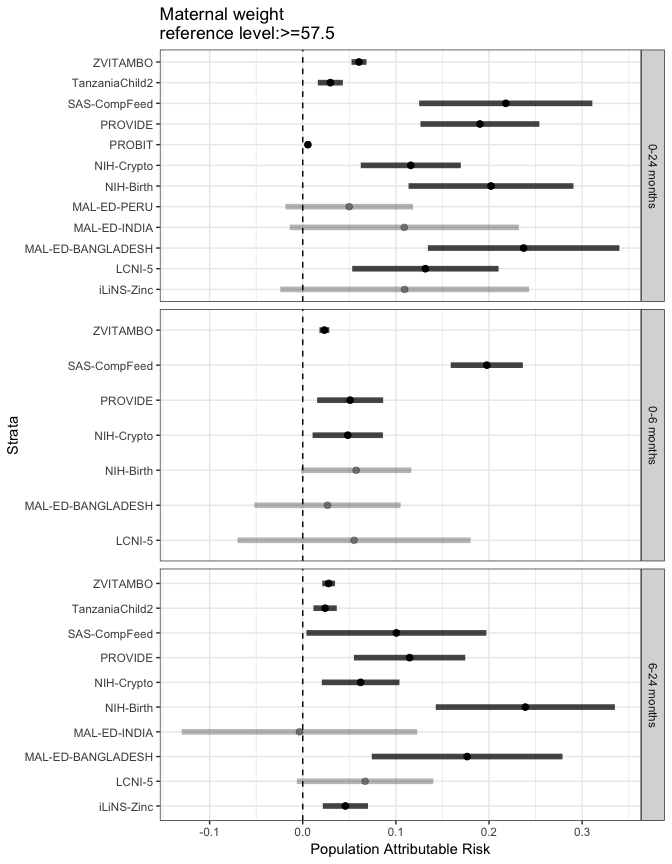 Maternal weight
reference level:>=57.5
ZVITAMBO
TanzaniaChild2
SAS-CompFeed
PROVIDE
PROBIT
NIH-Crypto
NIH-Birth
MAL-ED-PERU
MAL-ED-INDIA
MAL-ED-BANGLADESH
LCNI-5
iLiNS-Zinc
0-24 months
ZVITAMBO
SAS-CompFeed
PROVIDE
NIH-Crypto
NIH-Birth
MAL-ED-BANGLADESH
LCNI-5
0-6 months
Strata
ZVITAMBO
TanzaniaChild2
SAS-CompFeed
PROVIDE
NIH-Crypto
NIH-Birth
MAL-ED-INDIA
MAL-ED-BANGLADESH
LCNI-5
iLiNS-Zinc
6-24 months
-0.1 0.0 0.1 0.2 0.3
Population Attributable Risk